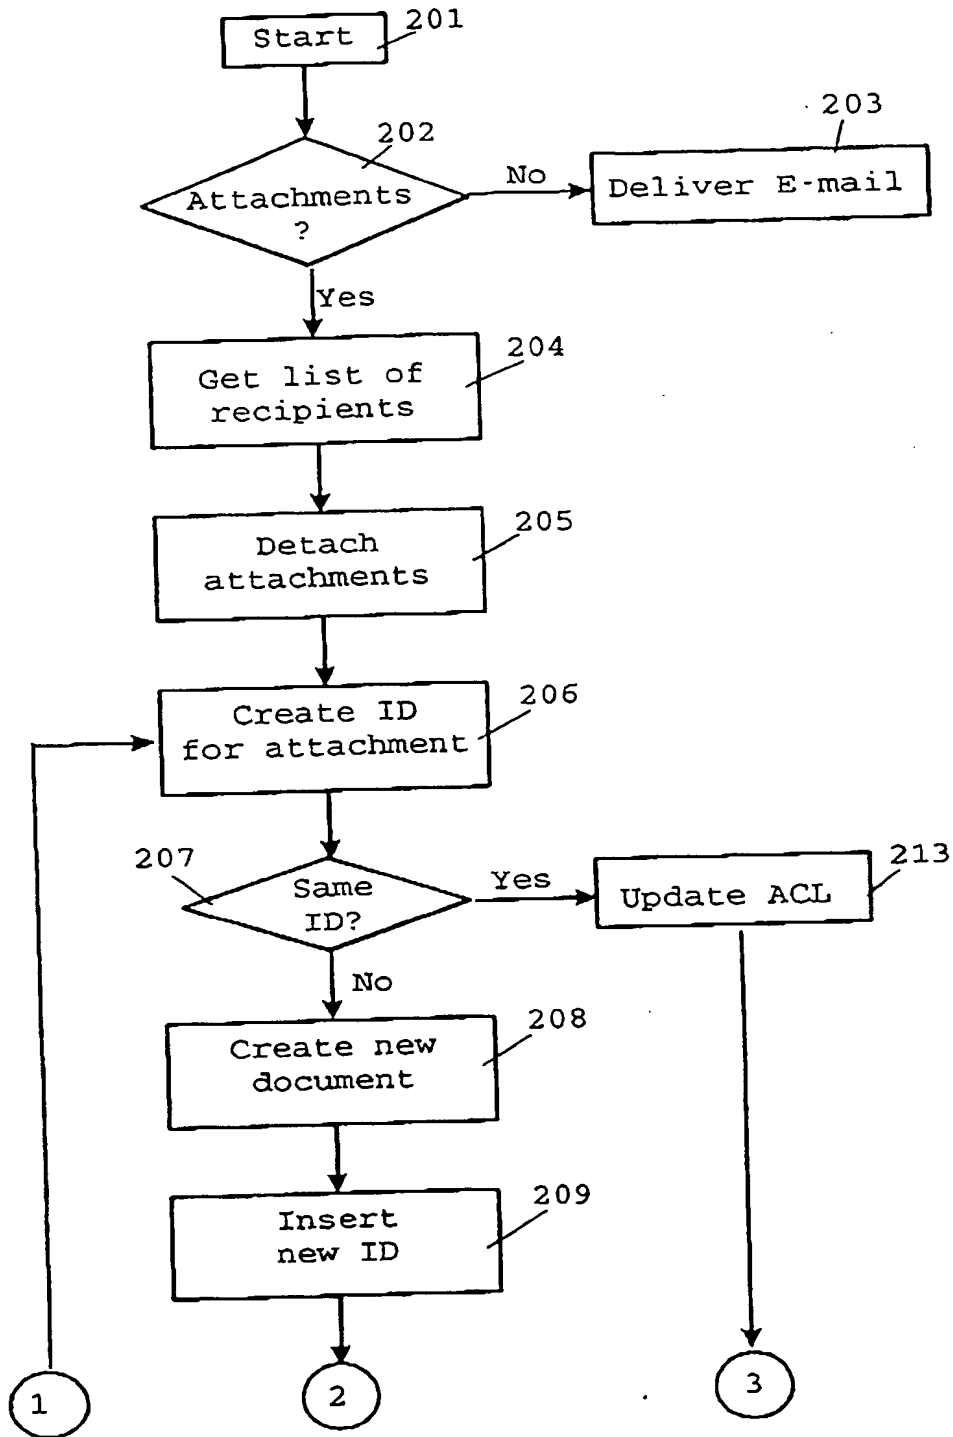 Start
201
202
Attachments
?
No
203
Deliver E-mail
Yes
204
Get list of
recipients
205
Detach
attachments
206
Create ID
for attachment
207
Same
ID?
Yes
213
Update ACL
No
208
Create new
document
209
Insert
new ID
1
2
3